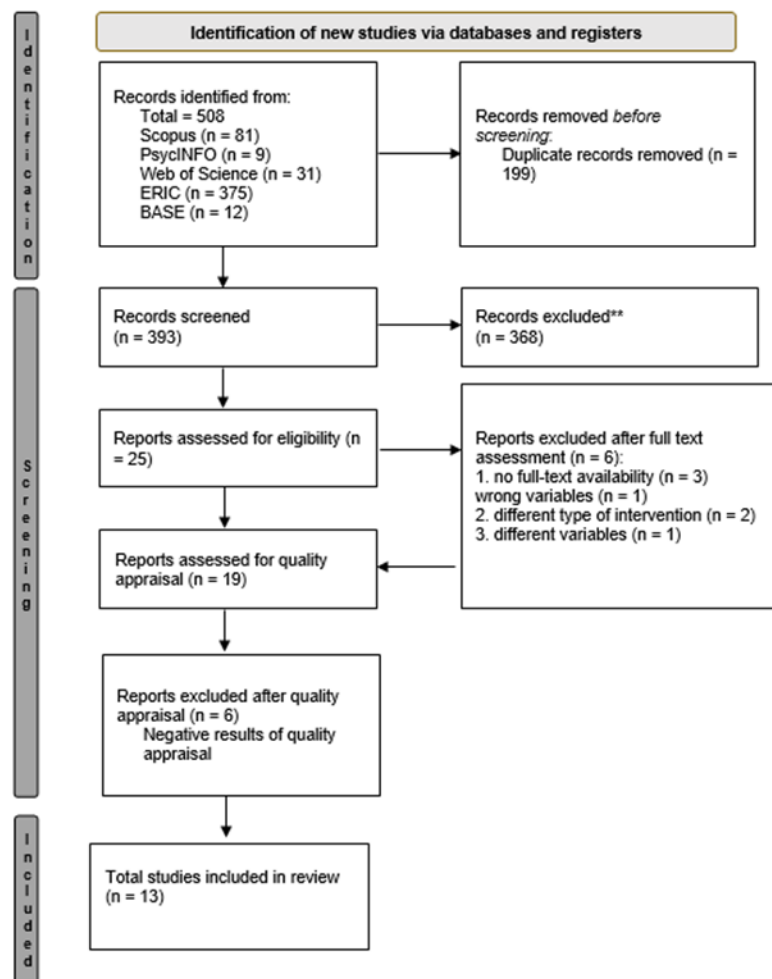 Identification of new studies via databases and registers
Identification
Records identified from:
Total = 508
Scopus (n = 81)
PsycINFO (n = 9)
Web of Science (n = 31)
ERIC (n = 375)
BASE (n = 12)
Records removed before
screening:
Duplicate records removed (n =
199)
Screening
Records screened
(n = 393)
Records excluded**
(n = 368)
Reports assessed for eligibility (n
= 25)
Reports excluded after full text
assessment (n = 6):
1. no full-text availability (n = 3)
wrong variables (n = 1)
2. different type of intervention (n = 2)
3. different variables (n = 1)
Reports assessed for quality
appraisal (n = 19)
Reports excluded after quality
appraisal (n = 6)
Negative results of quality
appraisal
Included
Total studies included in review
(n = 13)